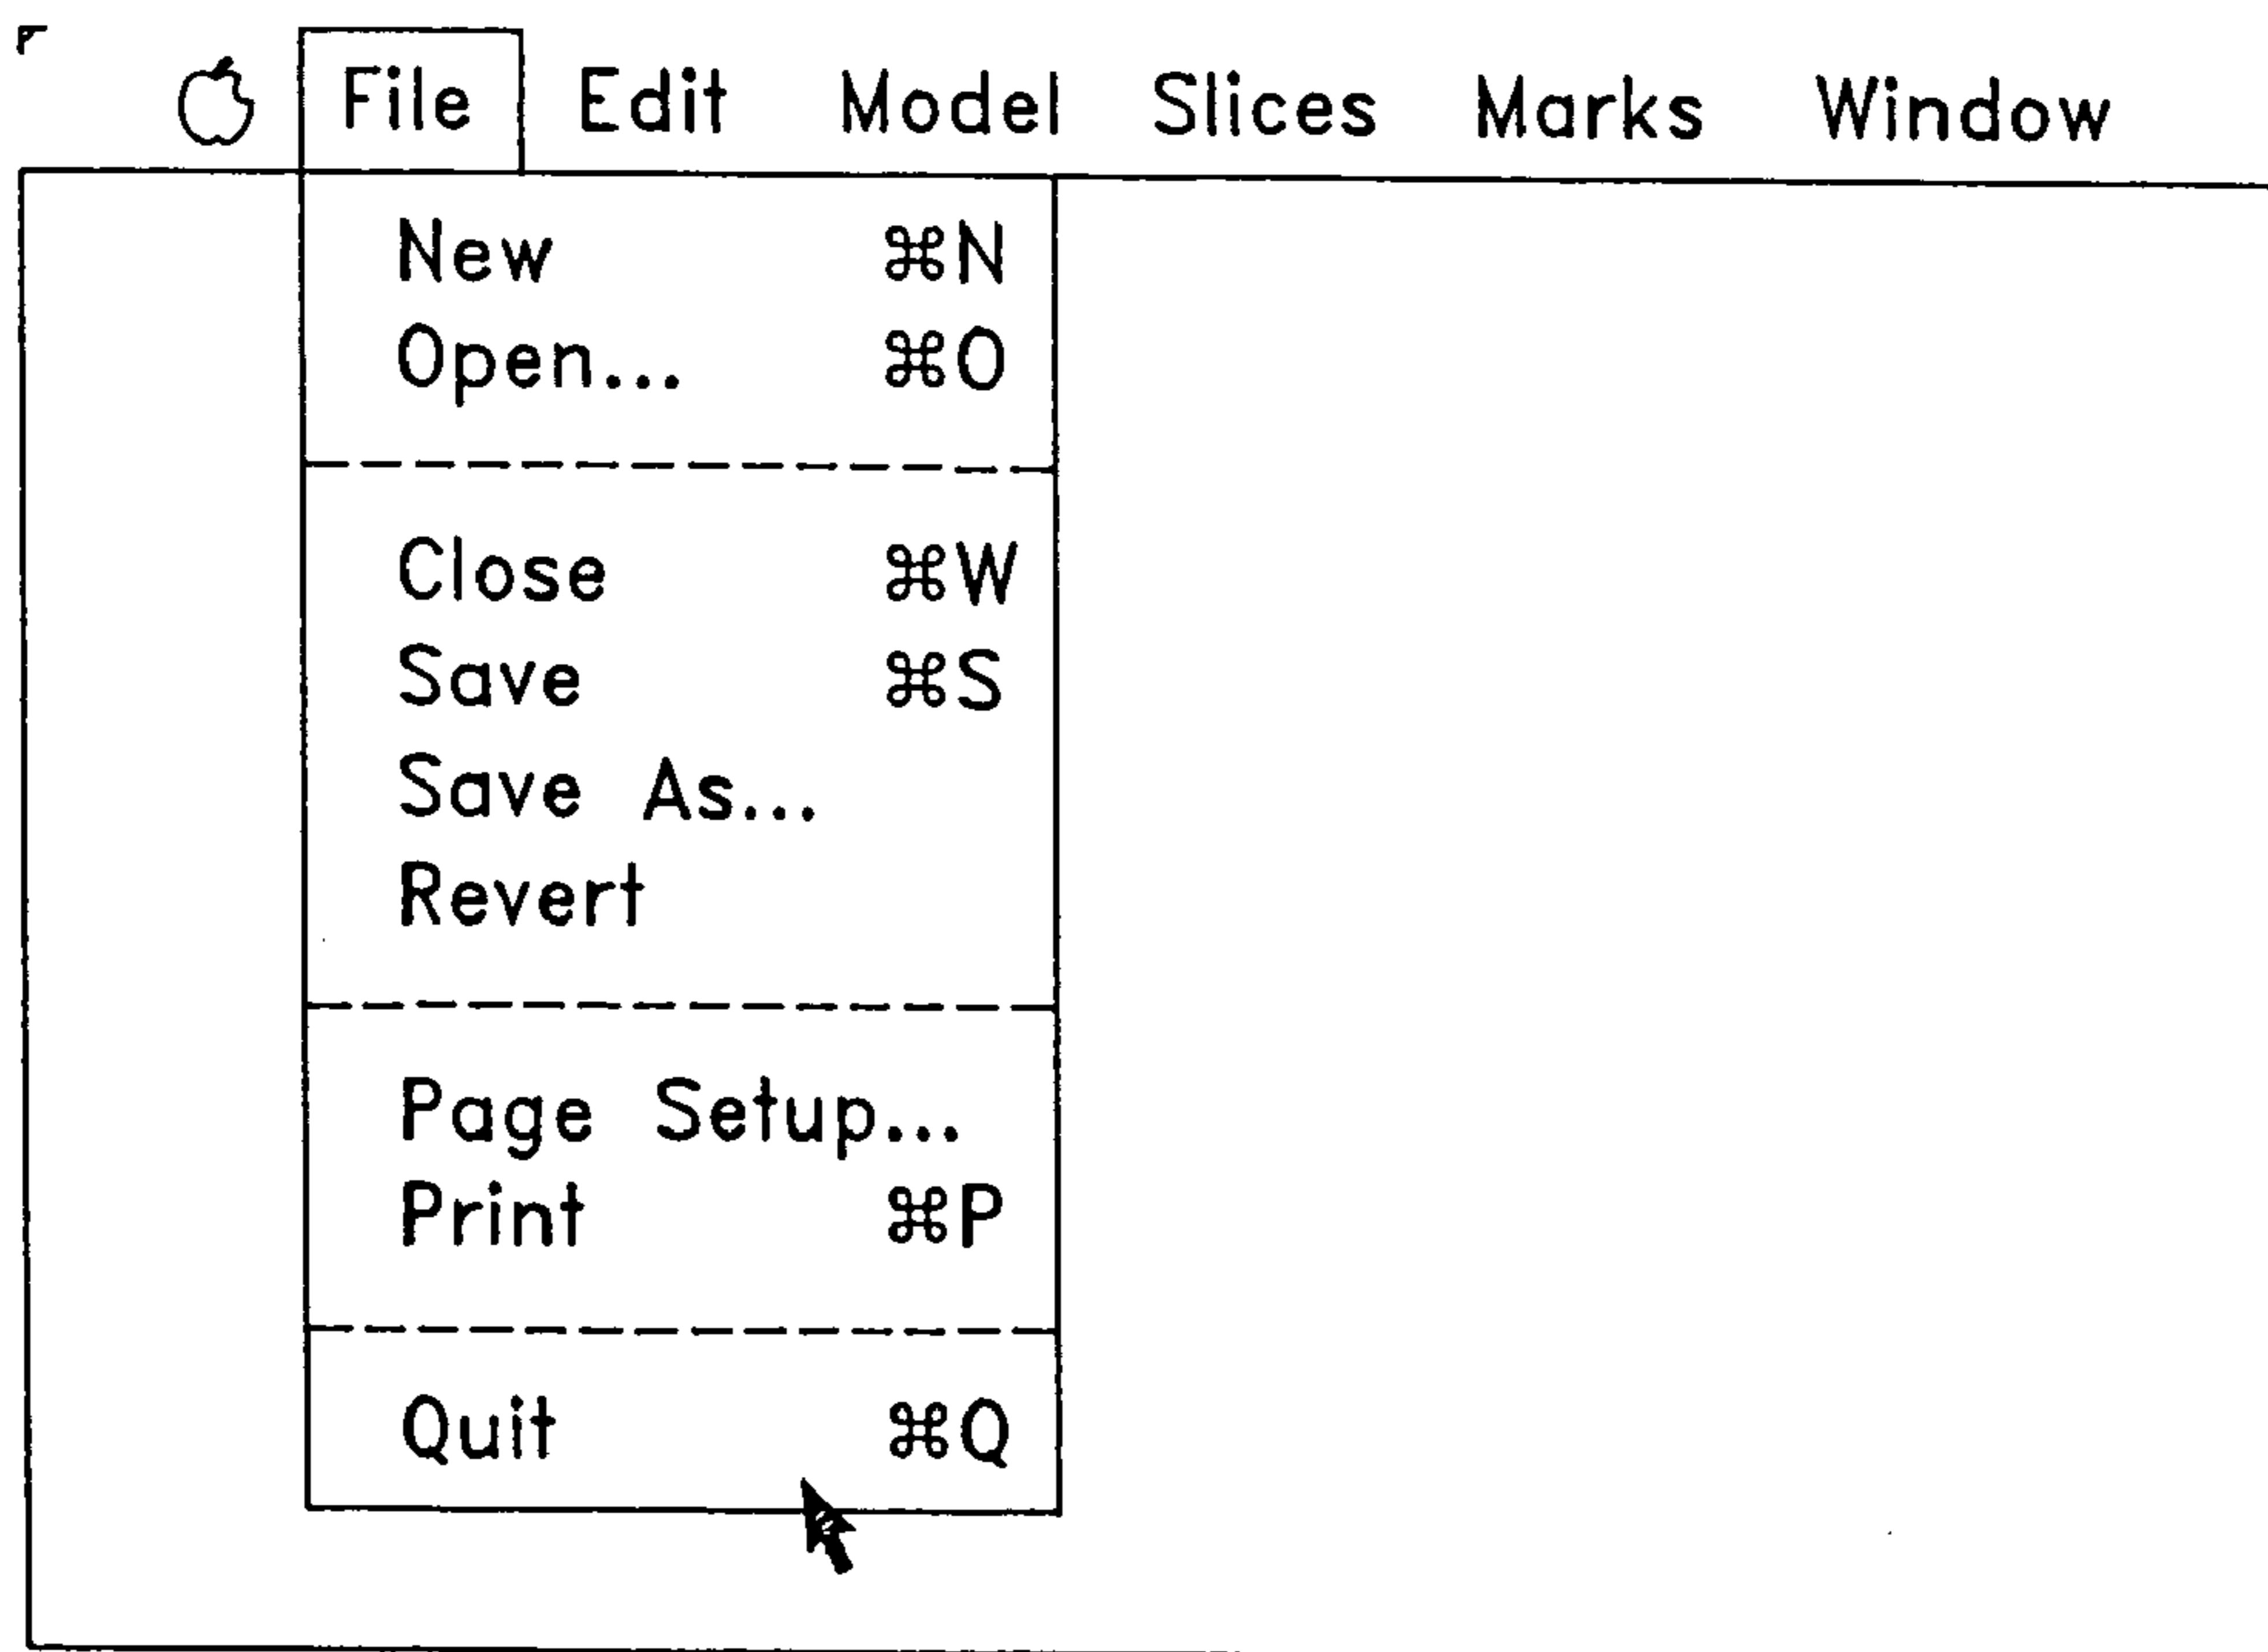 File Edit Model Slices Marks Window
New ⌘N
Open... ⌘O
Close ⌘W
Save ⌘S
Save As...
Revert
Page Setup...
Print ⌘P
Quit ⌘Q